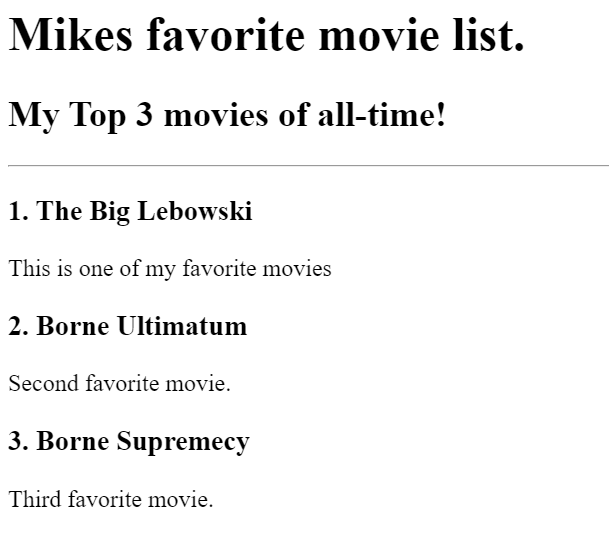 Mikes favorite movie list.
My Top 3 movies of all-time!
1. The Big Lebowski
This is one of my favorite movies
2. Borne Ultimatum
Second favorite movie.
3. Borne Supremecy
Third favorite movie.